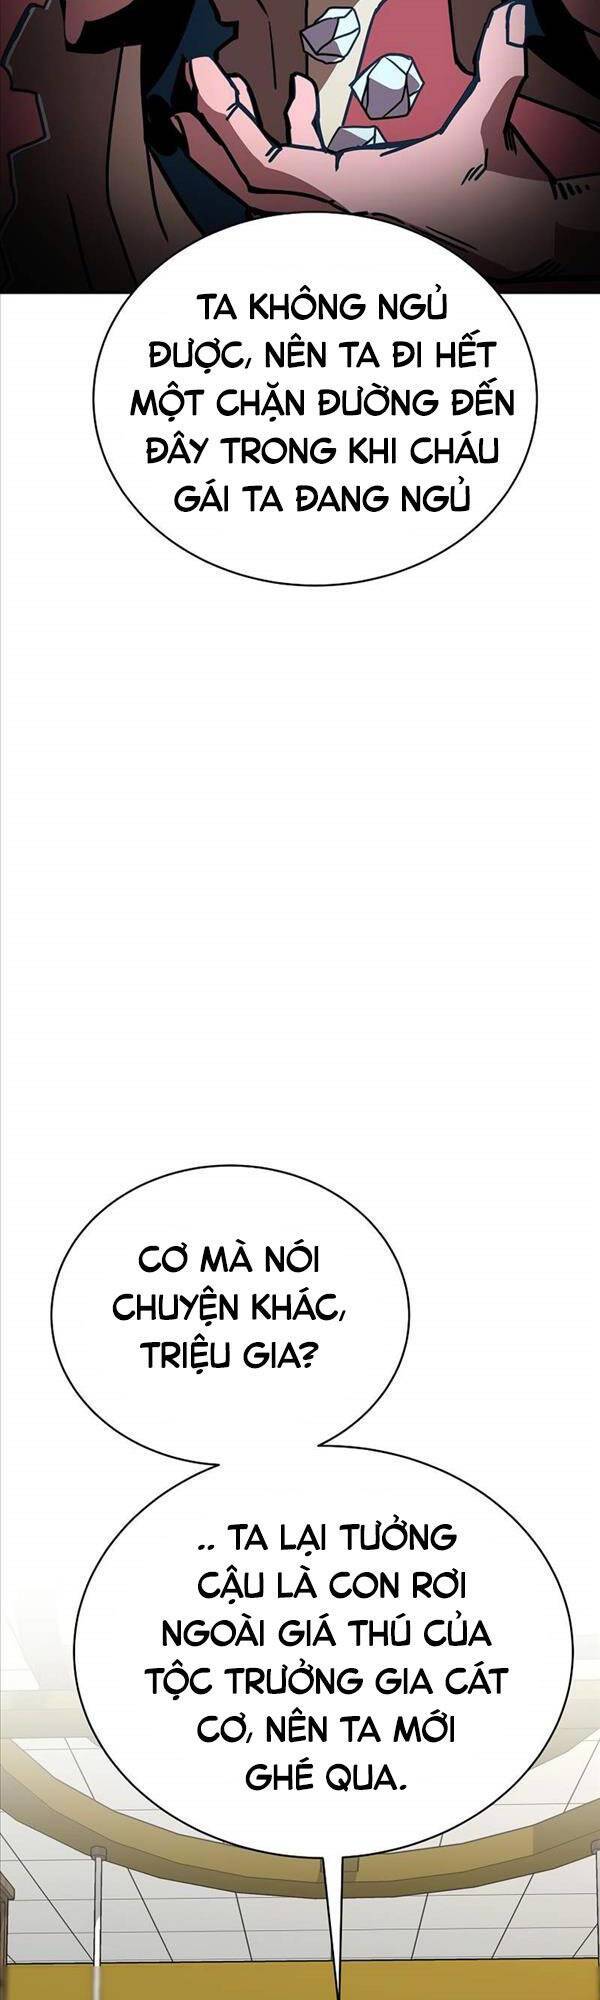 TA KHÔNG NGỦ
ĐƯỢC, NÊN TA ĐI HẾT
MỘT CHẶN ĐƯỜNG ĐẾN
ĐÂY TRONG KHI CHÁU
GÁI TA ĐANG NGỦ
CƠ MÀ NÓI
CHUYỆN KHÁC,
TRIỆU GIA?
.. TA LẠI TƯỞNG
CẬU LÀ CON RƠI
NGOÀI GIÁ THÚ CỦA
TỘC TRƯỞNG GIA CÁT
CƠ, NÊN TA MỚI
GHÉ QUA.